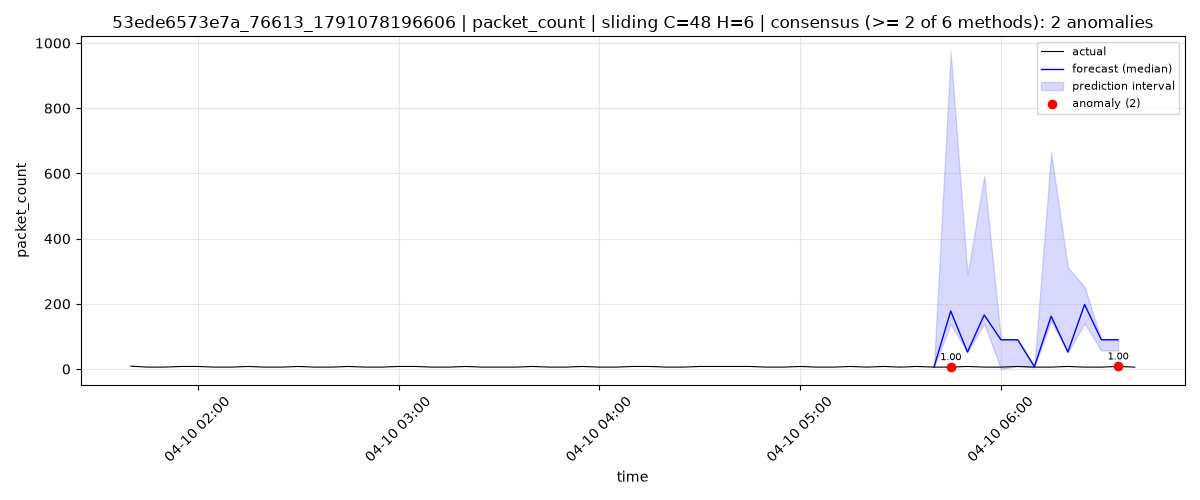 53ede6573e7a_76613_1791078196606 | packet_count | sliding C=48 H=6 | consensus (>= 2 of 6 methods): 2 anomalies
packet_count
1000
800
600
400
200
0
actual
forecast (median)
prediction interval
anomaly (2)
1.00
1.00
04-10 02:00
04-10 03:00
04-10 04:00
04-10 05:00
04-10 06:00
time